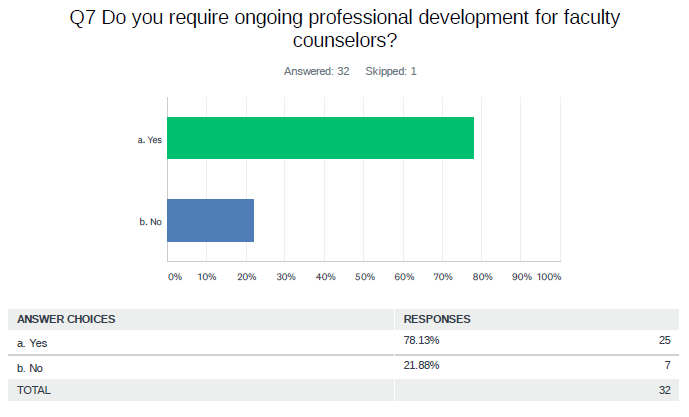 Q7 Do you require ongoing professional development for faculty
counselors?
Answered: 32 Skipped: 1
a. Yes
b. No
0% 10% 20% 30% 40% 50% 60% 70% 80% 90% 100%
ANSWER CHOICES RESPONSES
a. Yes 78.13% 25
b. No 21.88% 7
TOTAL 32